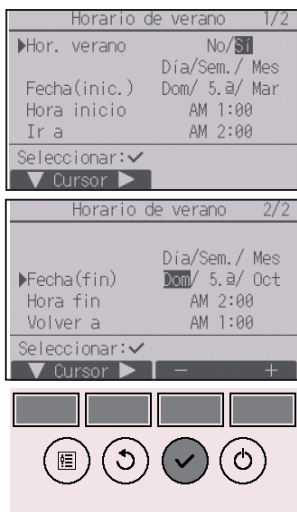 Horario de verano 1/2
▶Hor. verano No/Sí
Día/Sem./ Mes
Fecha(inic.) Dom/ 5.ª/ Mar
Hora inicio AM 1:00
Ir a AM 2:00
Seleccionar:✓
▼ Cursor ▶
Horario de verano 2/2
Día/Sem./ Mes
▶Fecha(fin) Dom/ 5.ª/ Oct
Hora fin AM 2:00
Volver a AM 1:00
Seleccionar:✓
▼ Cursor ▶ − +